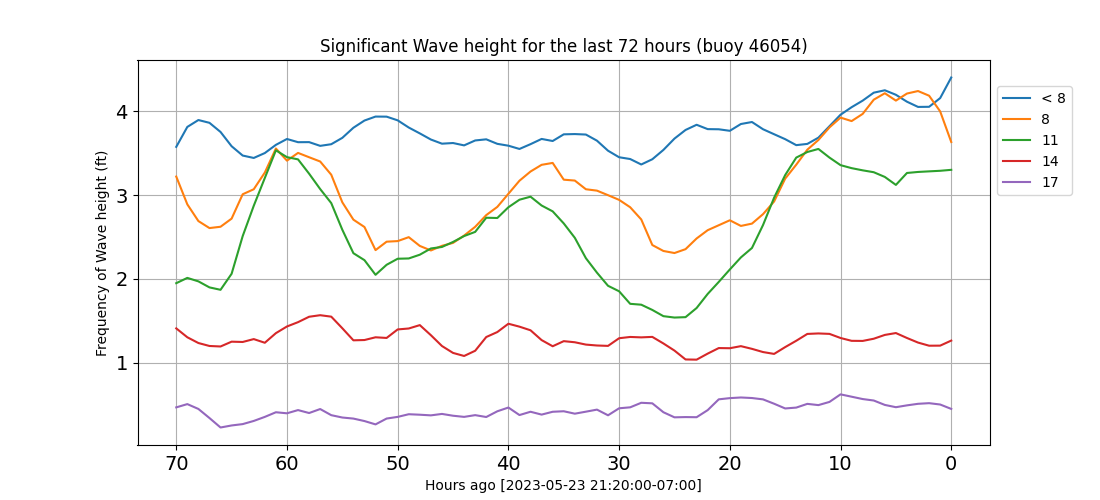 Significant Wave height for the last 72 hours (buoy 46054)
Frequency of Wave height (ft)
4
3
2
1
70 60 50 40 30 20 10 0
Hours ago [2023-05-23 21:20:00-07:00]
< 8
8
11
14
17